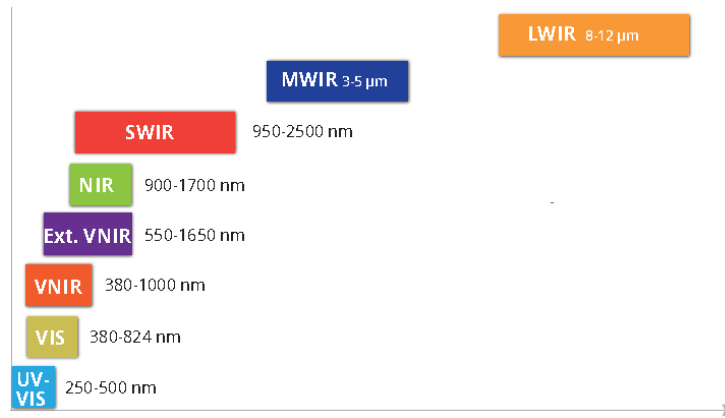 LWIR 8-12 µm
MWIR 3-5 µm
SWIR 950-2500 nm
NIR 900-1700 nm
Ext. VNIR 550-1650 nm
VNIR 380-1000 nm
VIS 380-824 nm
UV-
VIS 250-500 nm